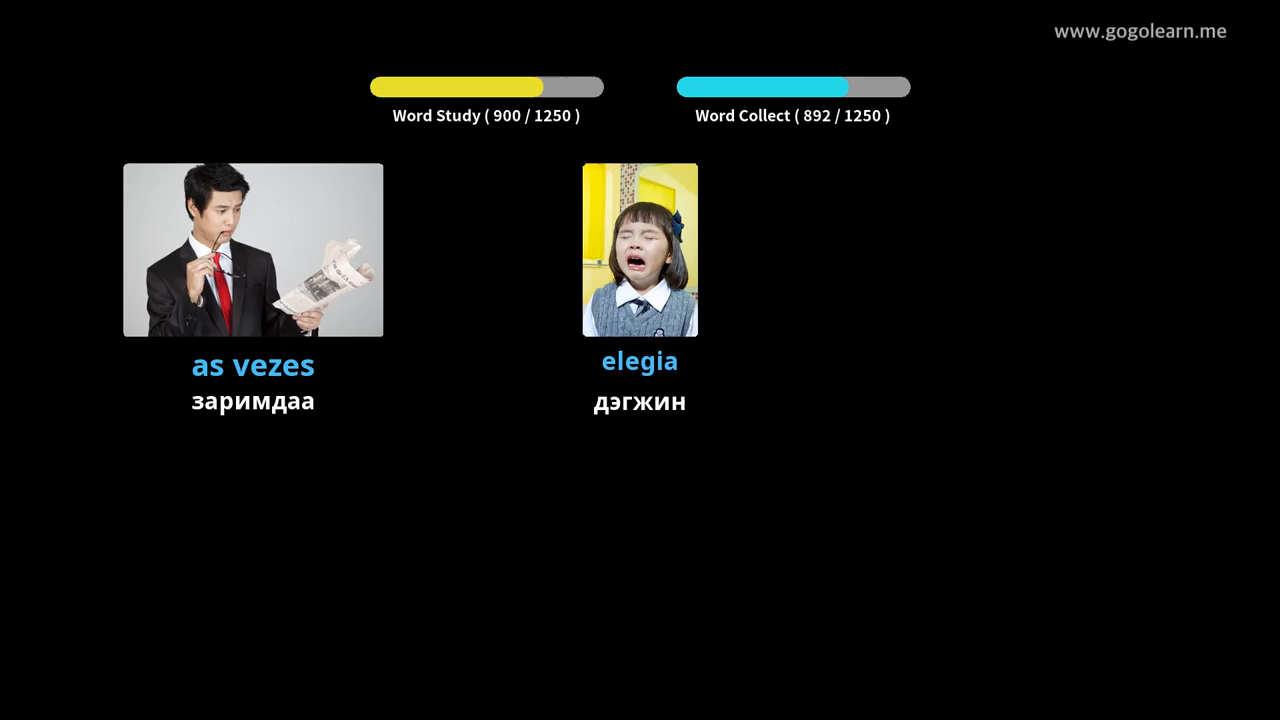 www.gogolearn.me
Word Study ( 900 / 1250 )
Word Collect ( 892 / 1250 )
as vezes
заримдаа
elegia
дэгжин